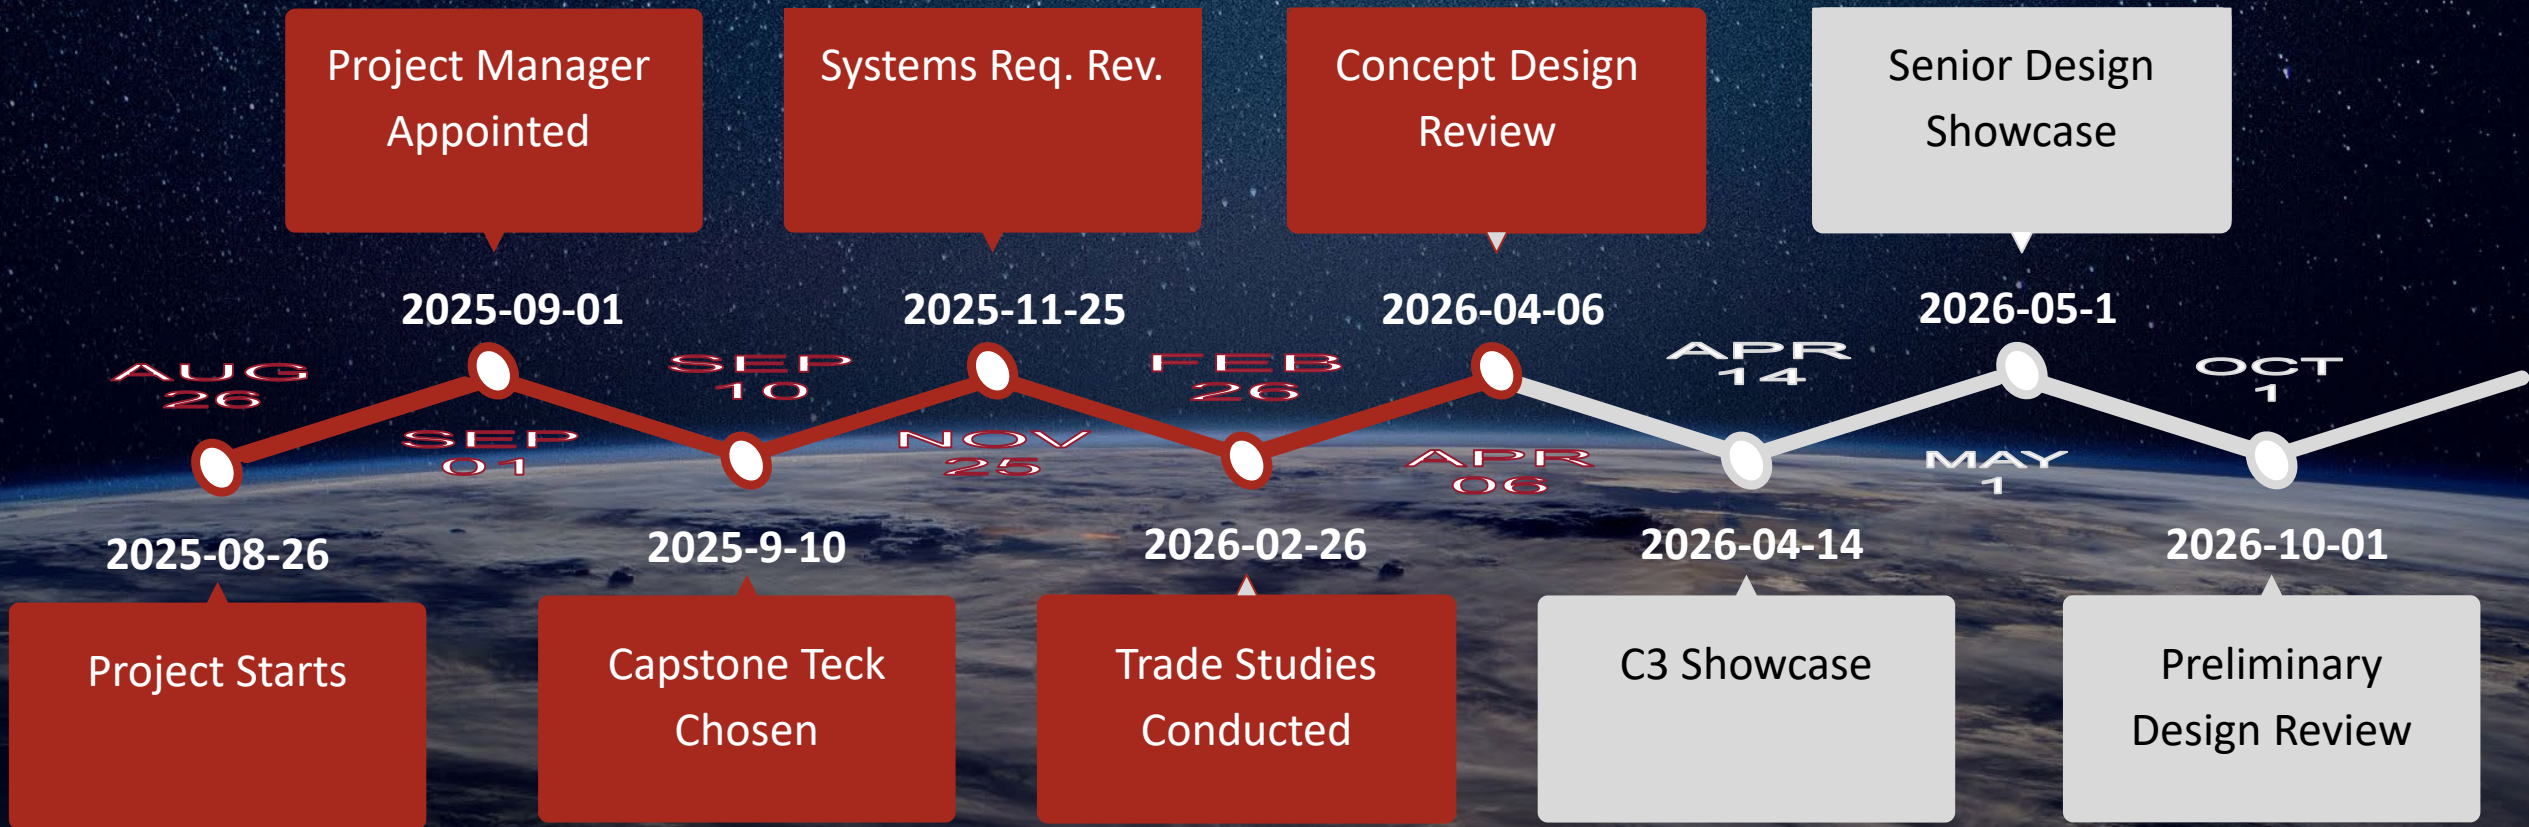 Project Manager
Appointed
Systems Req. Rev.
Concept Design
Review
Senior Design
Showcase
2025-09-01
2025-11-25
2026-04-06
2026-05-1
AUG
26
SEP
10
FEB
26
APR
14
OCT
1
SEP
01
NOV
25
APR
06
MAY
1
2025-08-26
2025-9-10
2026-02-26
2026-04-14
2026-10-01
Project Starts
Capstone Teck
Chosen
Trade Studies
Conducted
C3 Showcase
Preliminary
Design Review